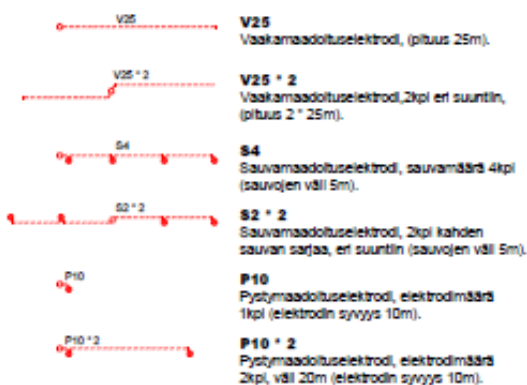 V25
V25
Vaakamaadoituselektrodi, (pituus 25m).
V25 * 2
V25 * 2
Vaakamaadoituselektrodi,2kpl eri suuntiin,
(pituus 2 * 25m).
S4
S4
Sauvamaadoituselektrodi, sauvamäärä 4kpl
(sauvojen väli 5m).
S2 * 2
S2 * 2
Sauvamaadoituselektrodi, 2kpl kahden
sauvan sarjaa, eri suuntiin (sauvojen väli 5m).
P10
P10
Pystymaadoituselektrodi, elektrodimäärä
1kpl (elektrodin syvyys 10m).
P10 * 2
P10 * 2
Pystymaadoituselektrodi, elektrodimäärä
2kpl, väli 20m (elektrodin syvyys 10m).